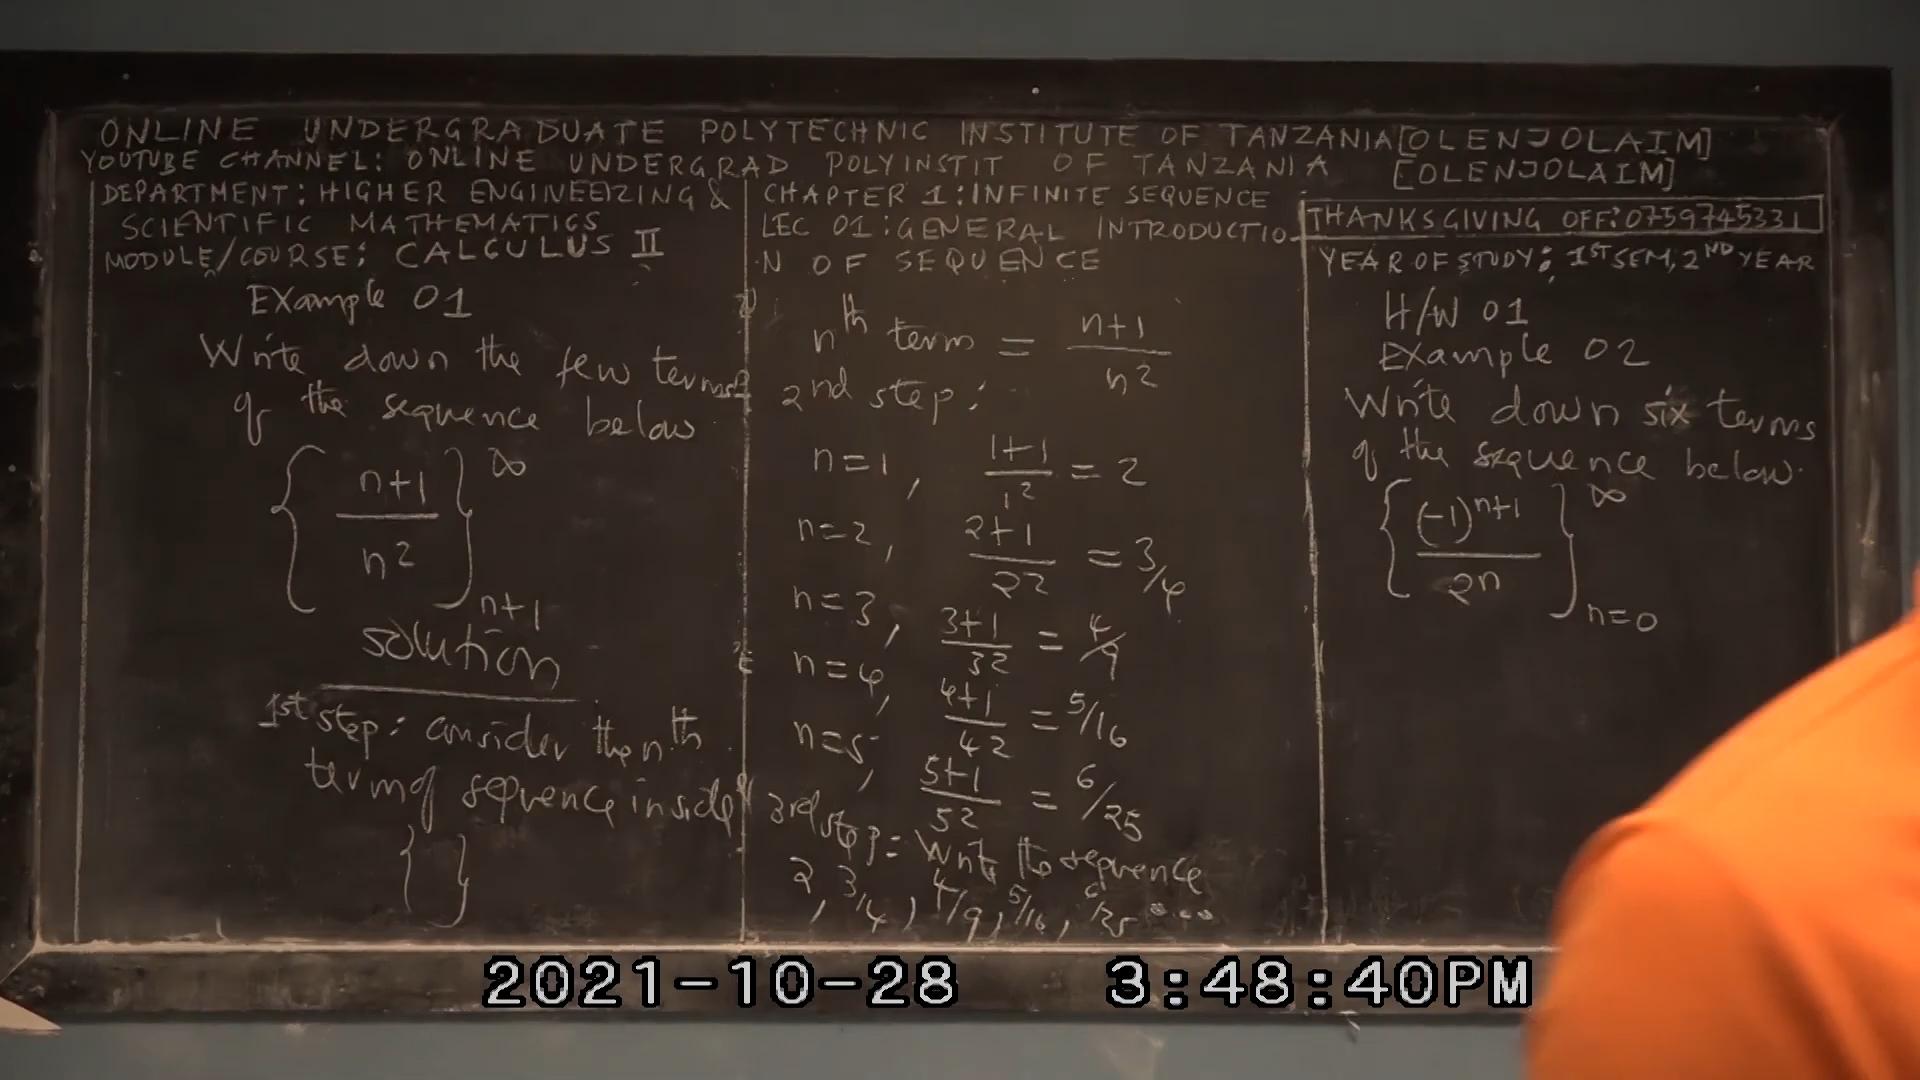 ONLINE UNDERGRADUATE POLYTECHNIC INSTITUTE OF TANZANIA[OLENJOLAIM]
YOUTUBE CHANNEL: ONLINE UNDERGRAD POLYINSTIT OF TANZANIA [OLENJOLAIM]
DEPARTMENT: HIGHER ENGINEERING &
SCIENTIFIC MATHEMATICS
MODULE/COURSE: CALCULUS II
Example 01
Write down the few terms
of the sequence below
{ n+1 / n² }^∞ n+1
solution
1st step: consider the nth
term of sequence inside
{ }
CHAPTER 1: INFINITE SEQUENCE
LEC 01: GENERAL INTRODUCTIO
N OF SEQUENCE
nth term = n+1 / n²
2nd step:
n=1, 1+1 / 1² = 2
n=2, 2+1 / 2² = 3/4
n=3, 3+1 / 3² = 4/9
n=4, 4+1 / 4² = 5/16
n=5, 5+1 / 5² = 6/25
3rd step: Write the sequence
2, 3/4, 4/9, 5/16, 6/25 ....
THANKSGIVING OFF: 0759745331
YEAR OF STUDY: 1ST SEM, 2ND YEAR
H/W 01
Example 02
Write down six terms
of the sequence below.
{ (-1)^n+1 / 2n }^∞ n=0
2021-10-28 3:48:40PM